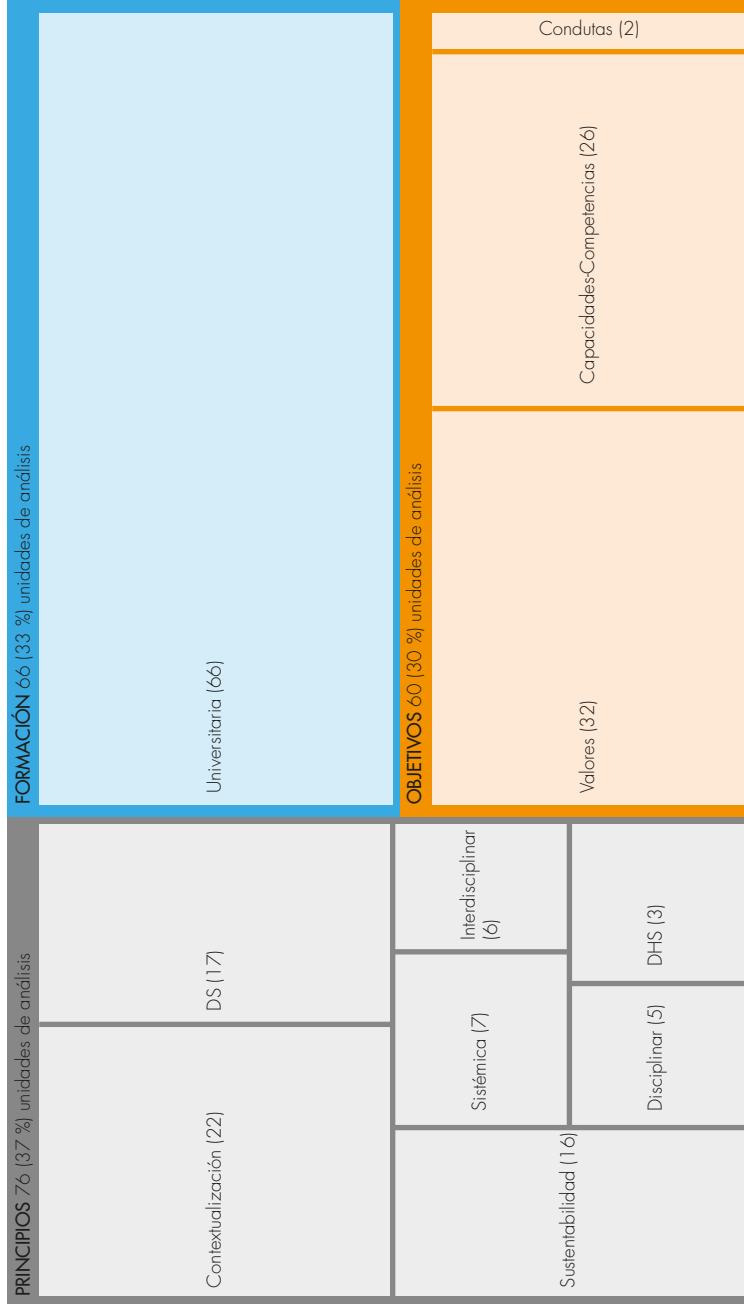 PRINCIPIOS 76 (37 %) unidades de análisis
Contextualización (22)
DS (17)
Sustentabilidad (16)
Sistémica (7)
Interdisciplinar
(6)
Disciplinar (5)
DHS (3)
FORMACIÓN 66 (33 %) unidades de análisis
Universitaria (66)
OBJETIVOS 60 (30 %) unidades de análisis
Valores (32)
Capacidades-Competencias (26)
Condutas (2)